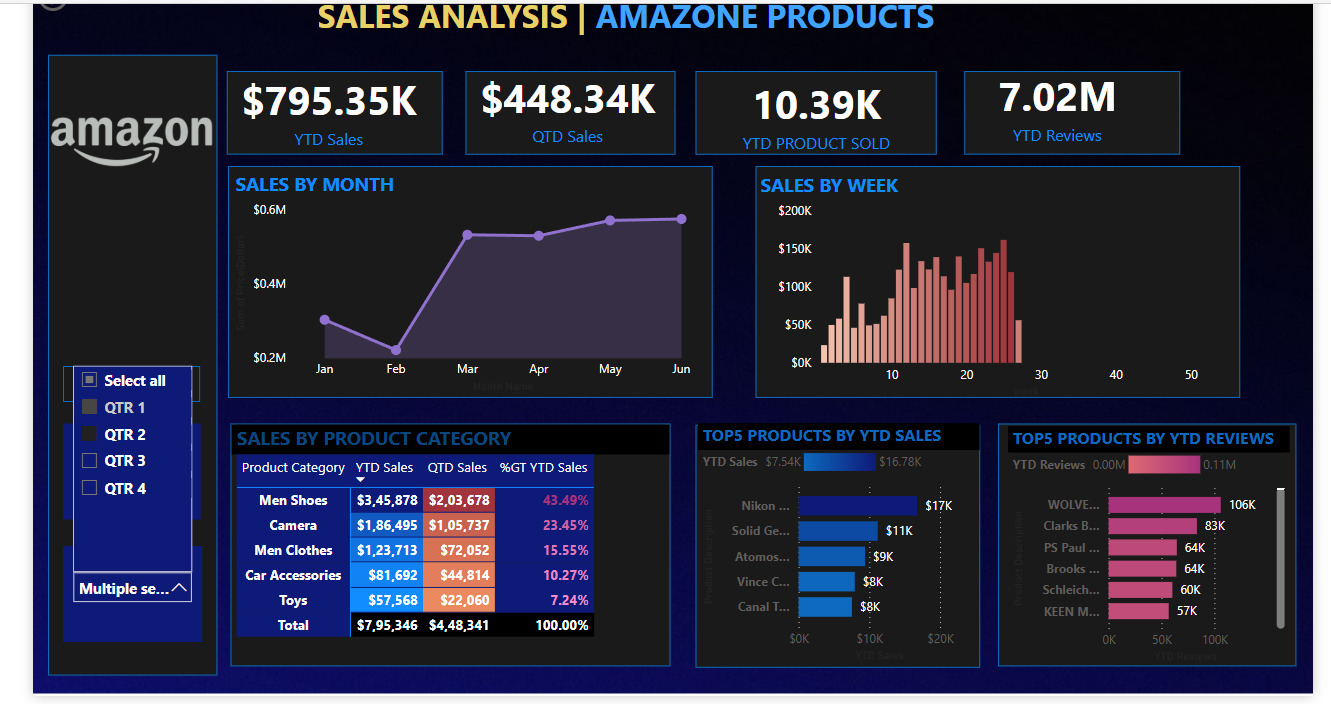 SALES ANALYSIS | AMAZONE PRODUCTS
amazon
$795.35K
YTD Sales
$448.34K
QTD Sales
10.39K
YTD PRODUCT SOLD
7.02M
YTD Reviews
SALES BY MONTH
$0.6M
$0.4M
$0.2M
Jan Feb Mar Apr May Jun
Month Name
SALES BY WEEK
$200K
$150K
$100K
$50K
$0K
10 20 30 40 50
Select all
QTR 1
QTR 2
QTR 3
QTR 4
Multiple se...
SALES BY PRODUCT CATEGORY
Product Category YTD Sales QTD Sales %GT YTD Sales
Men Shoes $3,45,878 $2,03,678 43.49%
Camera $1,86,495 $1,05,737 23.45%
Men Clothes $1,23,713 $72,052 15.55%
Car Accessories $81,692 $44,814 10.27%
Toys $57,568 $22,060 7.24%
Total $7,95,346 $4,48,341 100.00%
TOP5 PRODUCTS BY YTD SALES
YTD Sales $7.54K $16.78K
Product Description
Nikon ... $17K
Solid Ge... $11K
Atomos... $9K
Vince C... $8K
Canal T... $8K
$0K $10K $20K
YTD Sales
TOP5 PRODUCTS BY YTD REVIEWS
YTD Reviews 0.00M 0.11M
Product Description
WOLVE... 106K
Clarks B... 83K
PS Paul ... 64K
Brooks ... 64K
Schleich... 60K
KEEN M... 57K
0K 50K 100K
YTD Reviews